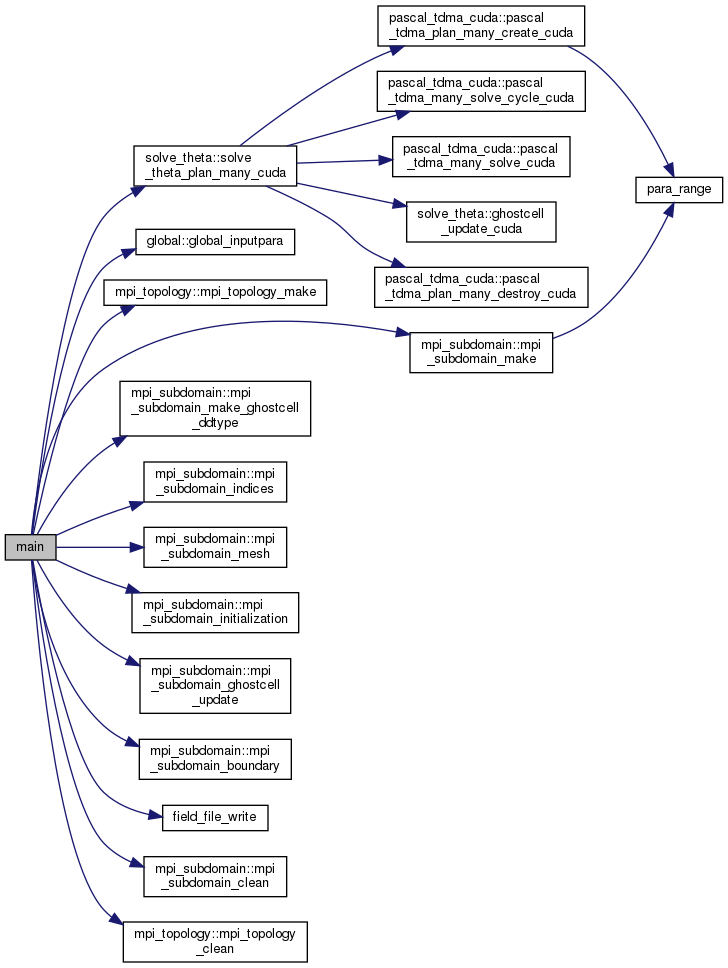 main
solve_theta::solve
_theta_plan_many_cuda
global::global_inputpara
mpi_topology::mpi_topology_make
mpi_subdomain::mpi
_subdomain_make_ghostcell
_ddtype
mpi_subdomain::mpi
_subdomain_indices
mpi_subdomain::mpi
_subdomain_mesh
mpi_subdomain::mpi
_subdomain_initialization
mpi_subdomain::mpi
_subdomain_ghostcell
_update
mpi_subdomain::mpi
_subdomain_boundary
field_file_write
mpi_subdomain::mpi
_subdomain_clean
mpi_topology::mpi_topology
_clean
pascal_tdma_cuda::pascal
_tdma_plan_many_create_cuda
pascal_tdma_cuda::pascal
_tdma_many_solve_cycle_cuda
pascal_tdma_cuda::pascal
_tdma_many_solve_cuda
solve_theta::ghostcell
_update_cuda
pascal_tdma_cuda::pascal
_tdma_plan_many_destroy_cuda
mpi_subdomain::mpi
_subdomain_make
para_range